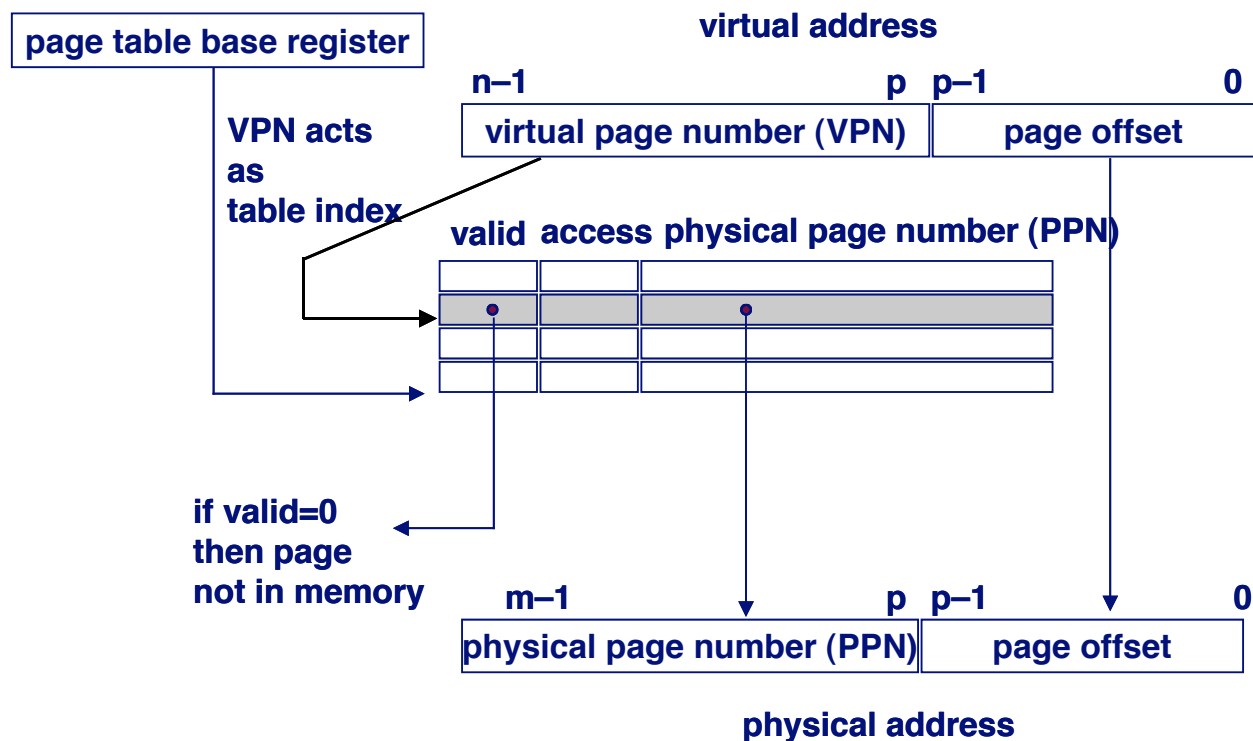 page table base register
virtual address
n–1 p p–1 0
virtual page number (VPN) page offset
VPN acts
as
table index
valid access physical page number (PPN)
if valid=0
then page
not in memory
m–1 p p–1 0
physical page number (PPN) page offset
physical address